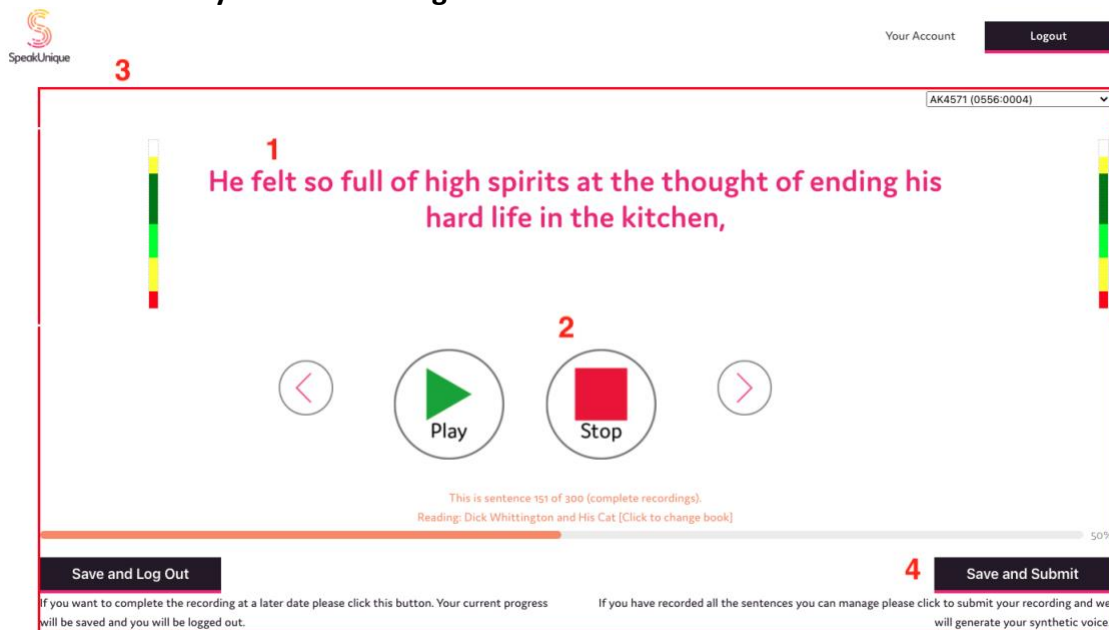 SpeakUnique
Your Account
Logout
3
AK4571 (0556:0004)
1
He felt so full of high spirits at the thought of ending his
hard life in the kitchen,
2
Play
Stop
This is sentence 151 of 300 (complete recordings).
Reading: Dick Whittington and His Cat [Click to change book]
50%
Save and Log Out
4
Save and Submit
If you want to complete the recording at a later date please click this button. Your current progress
will be saved and you will be logged out.
If you have recorded all the sentences you can manage please click to submit your recording and we
will generate your synthetic voice